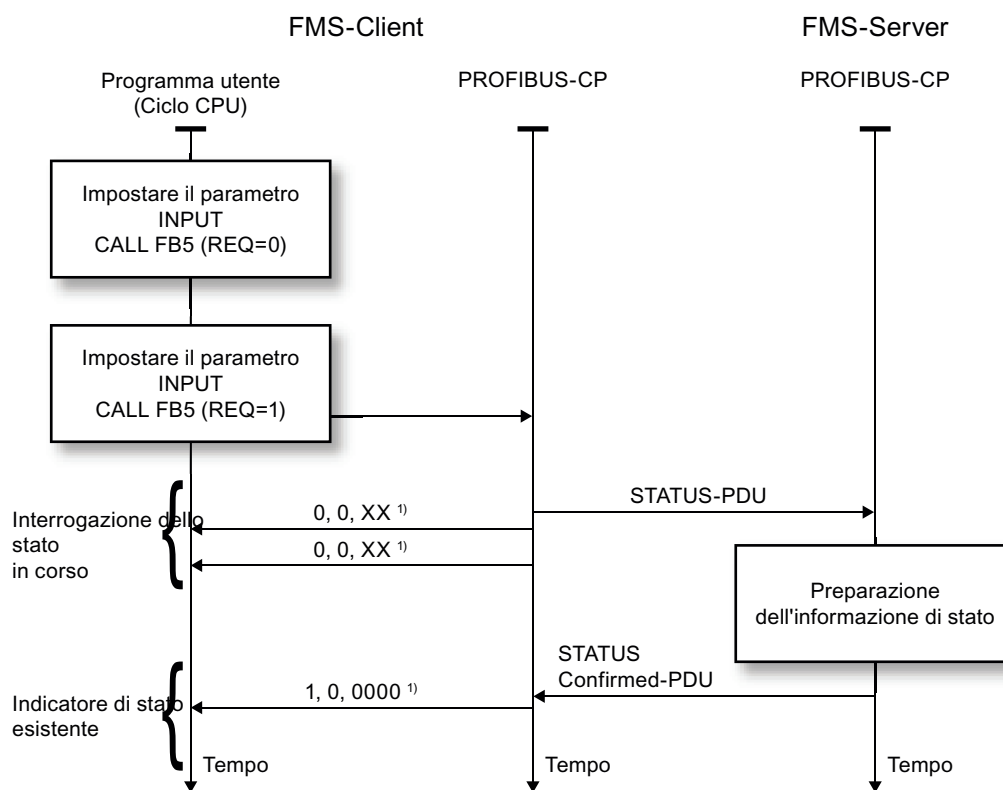 FMS-Client
FMS-Server
Programma utente
(Ciclo CPU)
PROFIBUS-CP
PROFIBUS-CP
Impostare il parametro
INPUT
CALL FB5 (REQ=0)
Impostare il parametro
INPUT
CALL FB5 (REQ=1)
STATUS-PDU
Interrogazione dello
stato
in corso
0, 0, XX 1)
0, 0, XX 1)
Preparazione
dell'informazione di stato
STATUS
Confirmed-PDU
Indicatore di stato
esistente
1, 0, 0000 1)
Tempo
Tempo
Tempo